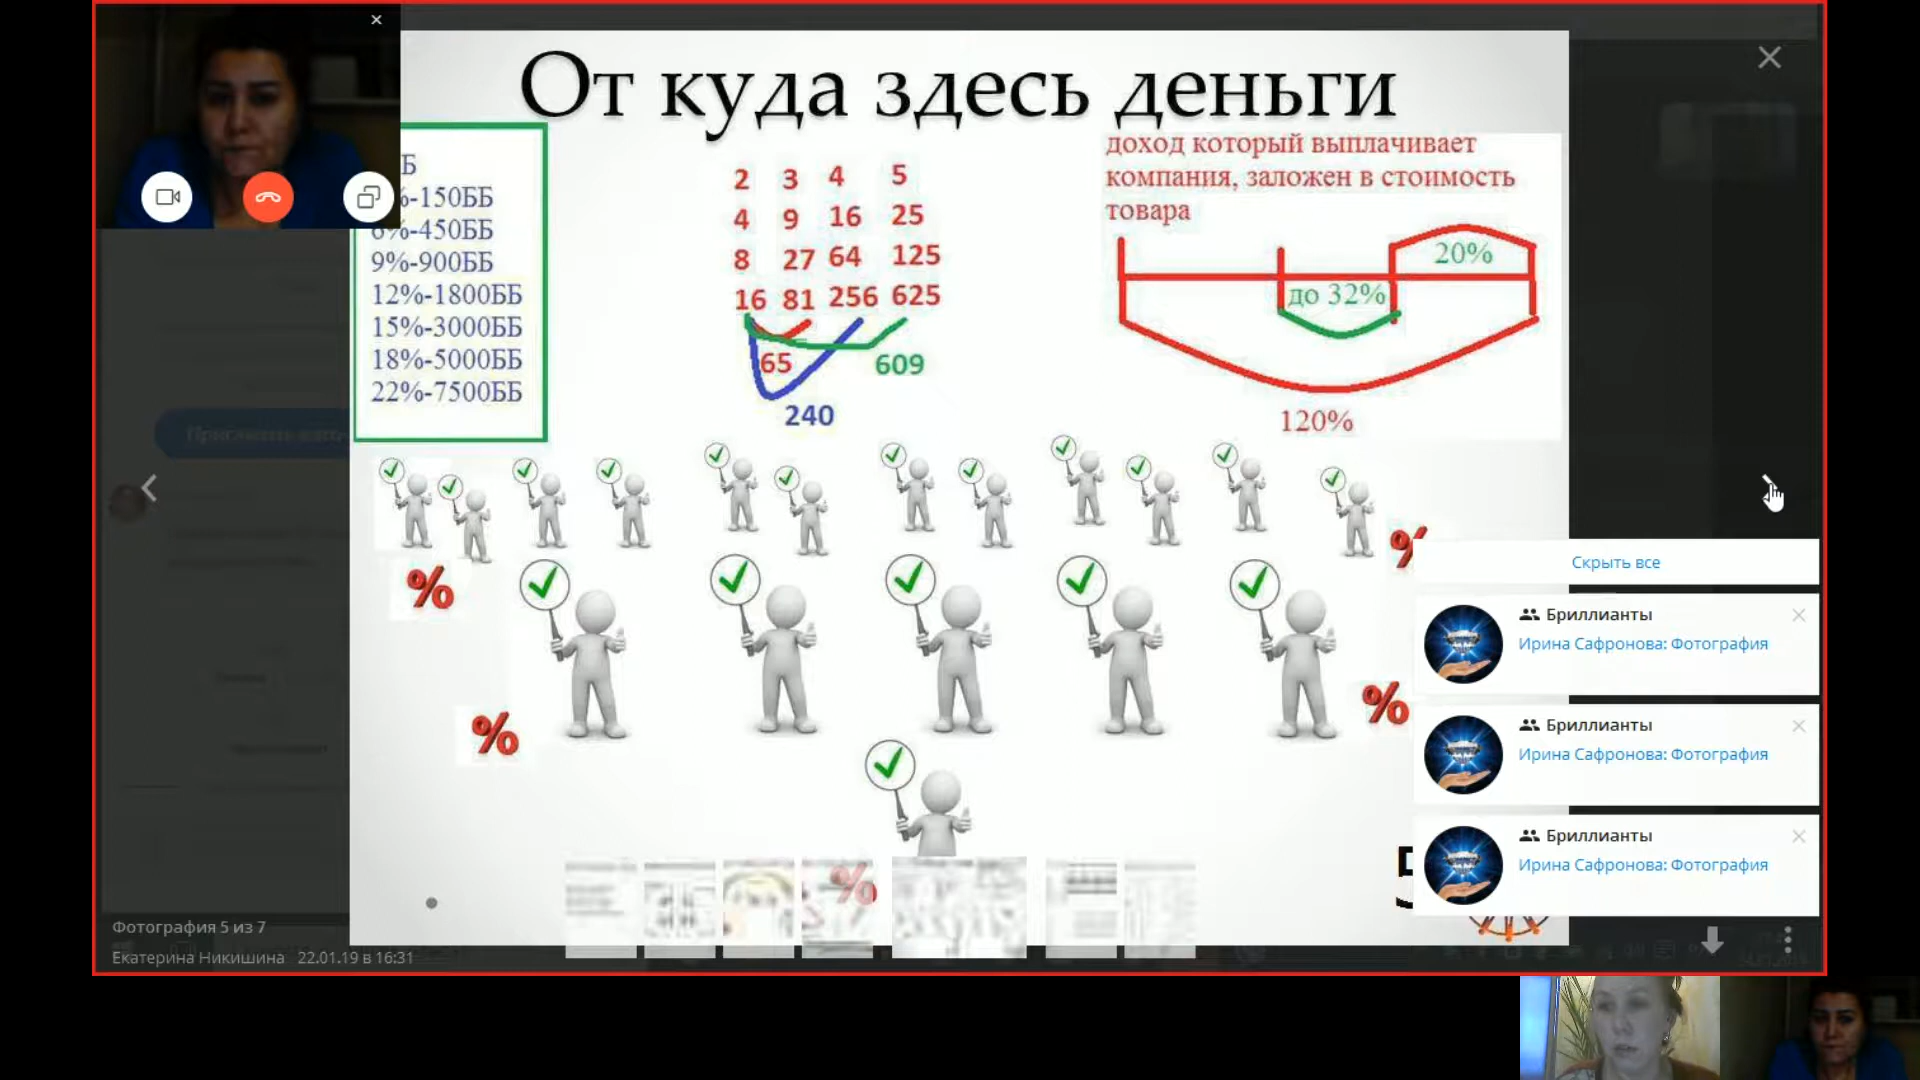 От куда здесь деньги
Б
%-150ББ
6%-450ББ
9%-900ББ
12%-1800ББ
15%-3000ББ
18%-5000ББ
22%-7500ББ
2 3 4 5
4 9 16 25
8 27 64 125
16 81 256 625
65
609
240
доход который выплачивает
компания, заложен в стоимость
товара
20%
до 32%
120%
%
%
%
%
%
Скрыть все
Бриллианты
Ирина Сафронова: Фотография
Бриллианты
Ирина Сафронова: Фотография
Бриллианты
Ирина Сафронова: Фотография
Фотография 5 из 7
Екатерина Никишина 22.01.19 в 16:31